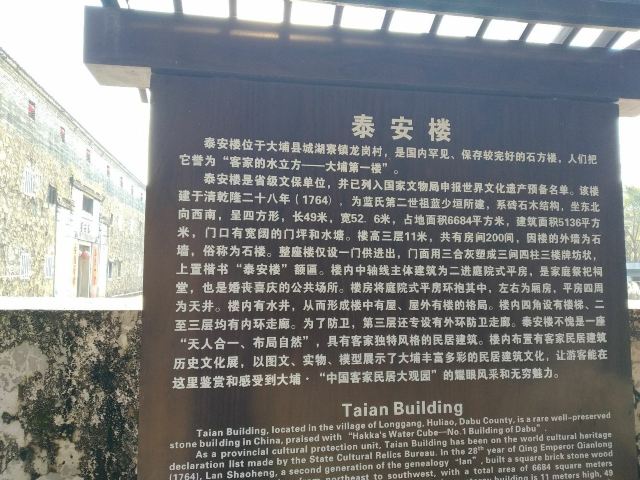 泰安楼
泰安楼位于大埔县城湖寮镇龙岗村，是国内罕见、保存较完好的石方楼，人们把
它誉为“客家的水立方——大埔第一楼”。
泰安楼是省级文保单位，并已列入国家文物局申报世界文化遗产预备名单。该楼
建于清乾隆二十八年（1764），为蓝氏第二世祖蓝少垣所建，系砖石木结构，坐东北
向西南，呈四方形，长49米，宽52.6米，占地面积6684平方米，建筑面积5136平方
米，门口有宽阔的门坪和水塘。楼高三层11米，共有房间200间，因楼的外墙为石
墙，俗称为石楼。整座楼仅设一门供进出，门面用三合灰塑成三间四柱三楼牌坊状，
上置楷书“泰安楼”额匾。楼内中轴线主体建筑为二进庭院式平房，是家庭祭祀祠
堂，也是婚丧喜庆的公共场所。楼房将庭院式平房环抱其中，左右为厢房，平房四周
为天井。楼内有水井，从而形成楼中有屋、屋外有楼的格局。楼内四角设有楼梯、二
至三层均有内环走廊。为了防卫，第三层还专设有外环防卫走廊。泰安楼不愧是一座
“天人合一、布局自然”，具有客家独特风格的民居建筑。楼内布置有客家民居建筑
历史文化展，以图文、实物、模型展示了大埔丰富多彩的民居建筑文化，让游客能在
这里鉴赏和感受到大埔·“中国客家民居大观园”的耀眼风采和无穷魅力。
Taian Building
Taian Building, located in the village of Longgang, Huliao, Dabu County, is a rare well-preserved
stone building in China, praised with "Hakka's Water Cube—No.1 Building of Dabu".
As a provincial cultural protection unit, Taian Building has been on the world cultural heritage
declaration list made by the State Cultural Relics Bureau. In the 28th year of Qing Emperor Qianlong
(1764), Lan Shaoheng, a second generation of the genealogy "lan", built a square brick stone wood
from northeast to southwest, with a total area of 6684 square meters
building is 11 meters high, 49